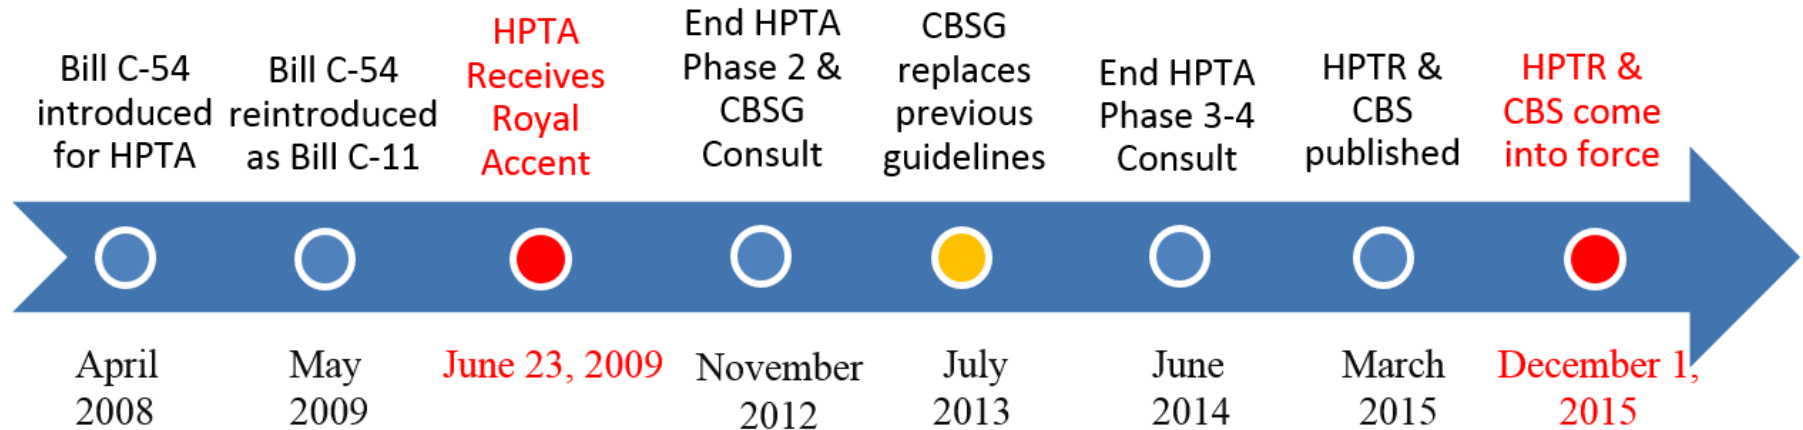 Bill C-54
introduced
for HPTA
Bill C-54
reintroduced
as Bill C-11
HPTA
Receives
Royal
Accent
End HPTA
Phase 2 &
CBSG
Consult
CBSG
replaces
previous
guidelines
End HPTA
Phase 3-4
Consult
HPTR &
CBS
published
HPTR &
CBS come
into force
April
2008
May
2009
June 23, 2009
November
2012
July
2013
June
2014
March
2015
December 1,
2015